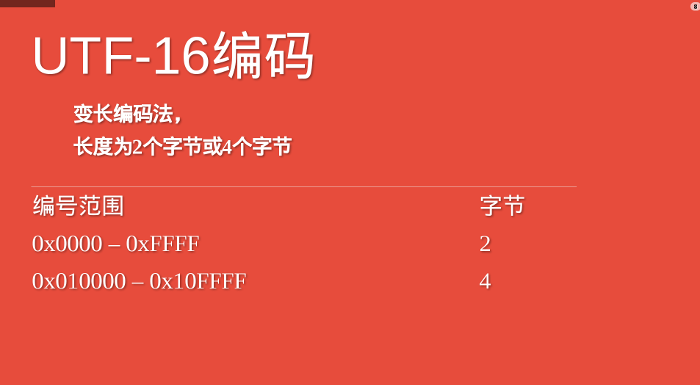 8
UTF-16编码
变长编码法，
长度为2个字节或4个字节
编号范围 字节
0x0000 – 0xFFFF 2
0x010000 – 0x10FFFF 4